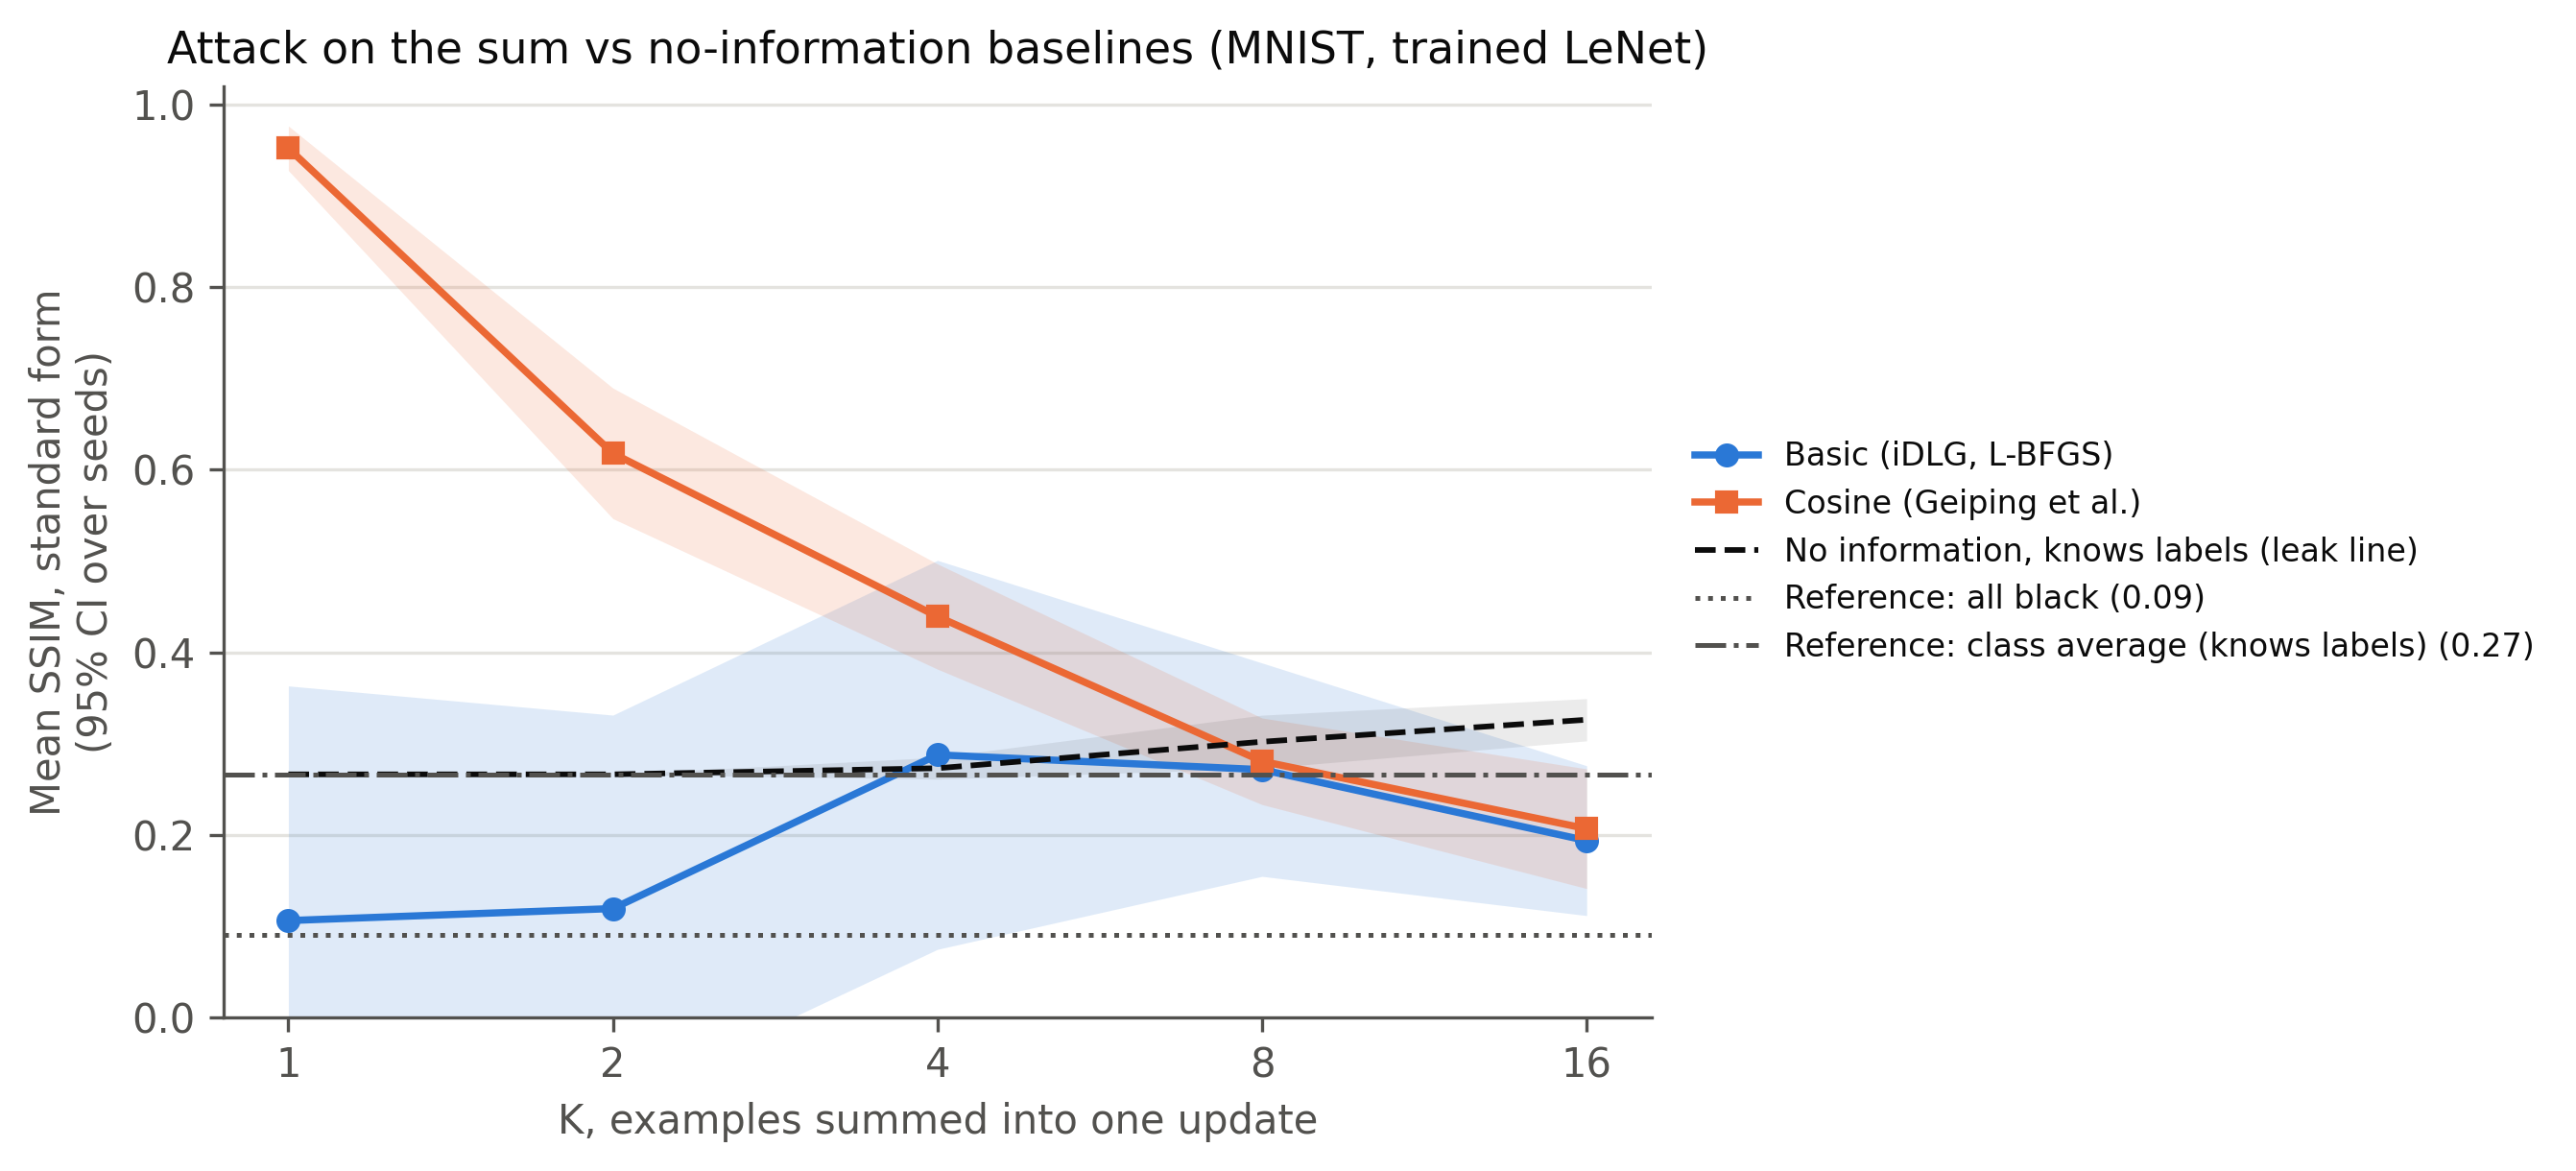 Attack on the sum vs no-information baselines (MNIST, trained LeNet)
Mean SSIM, standard form
(95% CI over seeds)
1.0
0.8
0.6
0.4
0.2
0.0
1
2
4
8
16
K, examples summed into one update
Basic (iDLG, L-BFGS)
Cosine (Geiping et al.)
No information, knows labels (leak line)
Reference: all black (0.09)
Reference: class average (knows labels) (0.27)